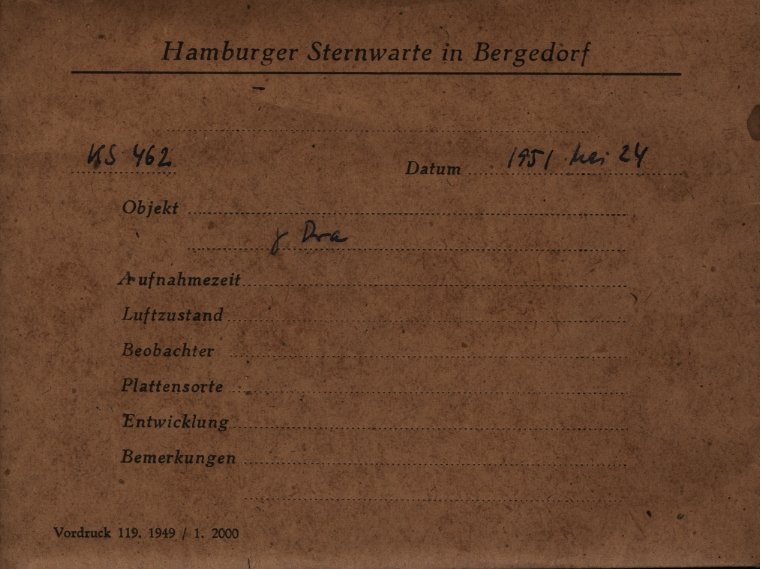 Hamburger Sternwarte in Bergedorf
KS 462
Datum 1951 Mai 24
Objekt
γ Dra
Aufnahmezeit
Luftzustand
Beobachter
Plattensorte
Entwicklung
Bemerkungen
Vordruck 119. 1949 / 1. 2000